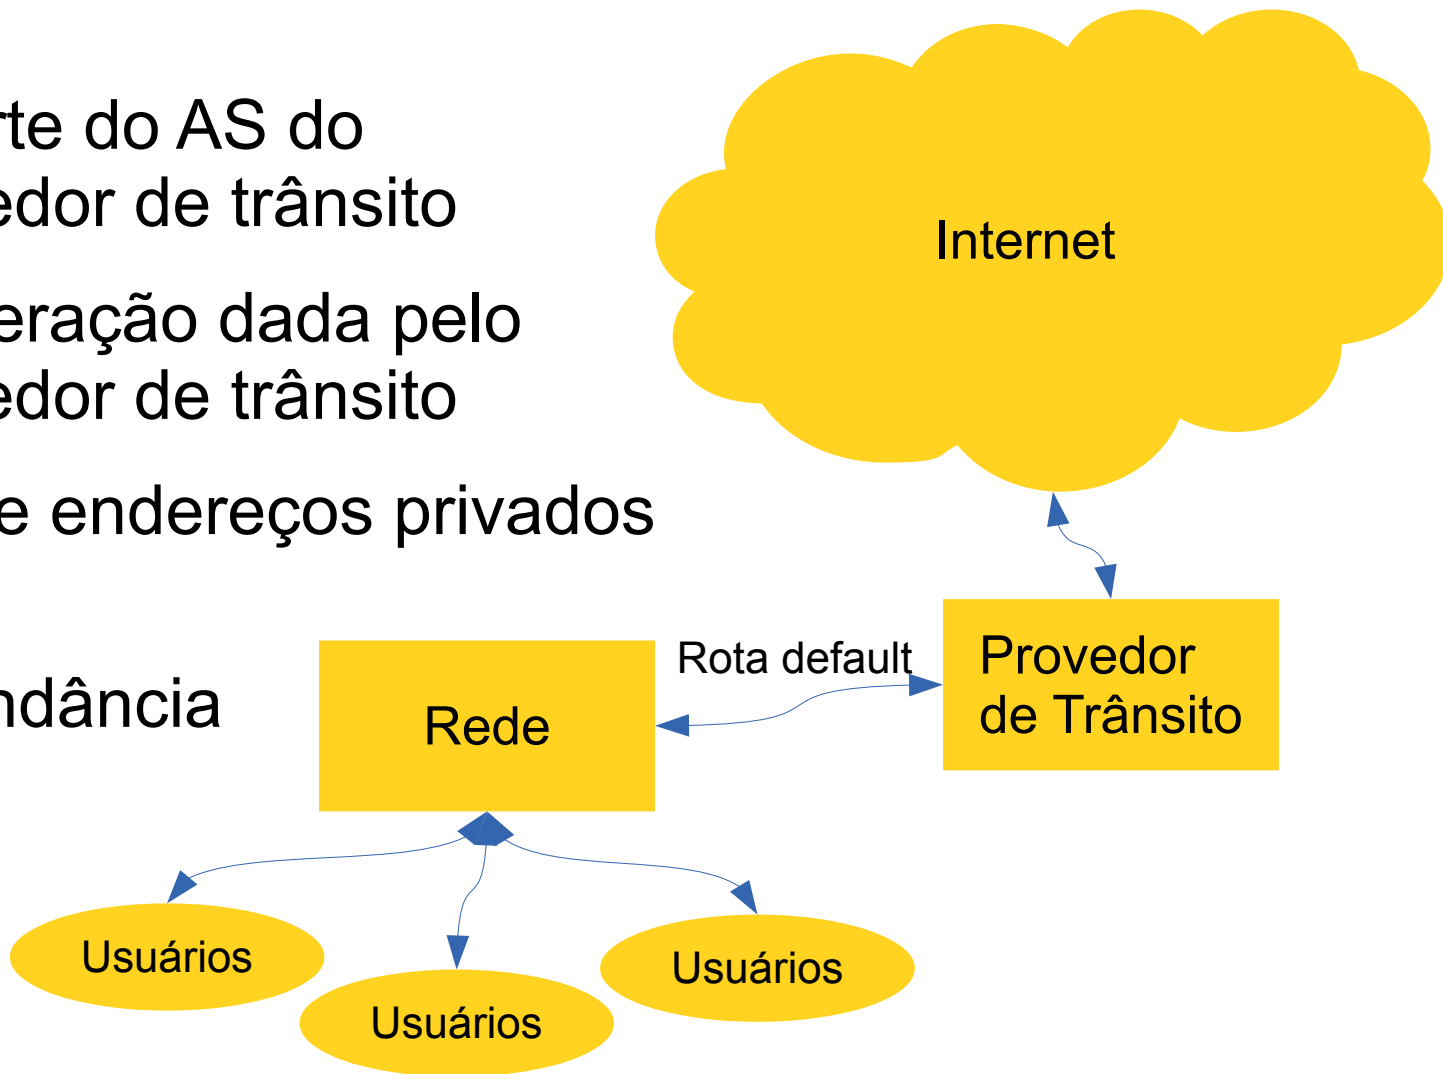 rte do AS do
edor de trânsito
eração dada pelo
edor de trânsito
e endereços privados
ndância
Internet
Rota default
Provedor
de Trânsito
Rede
Usuários
Usuários
Usuários